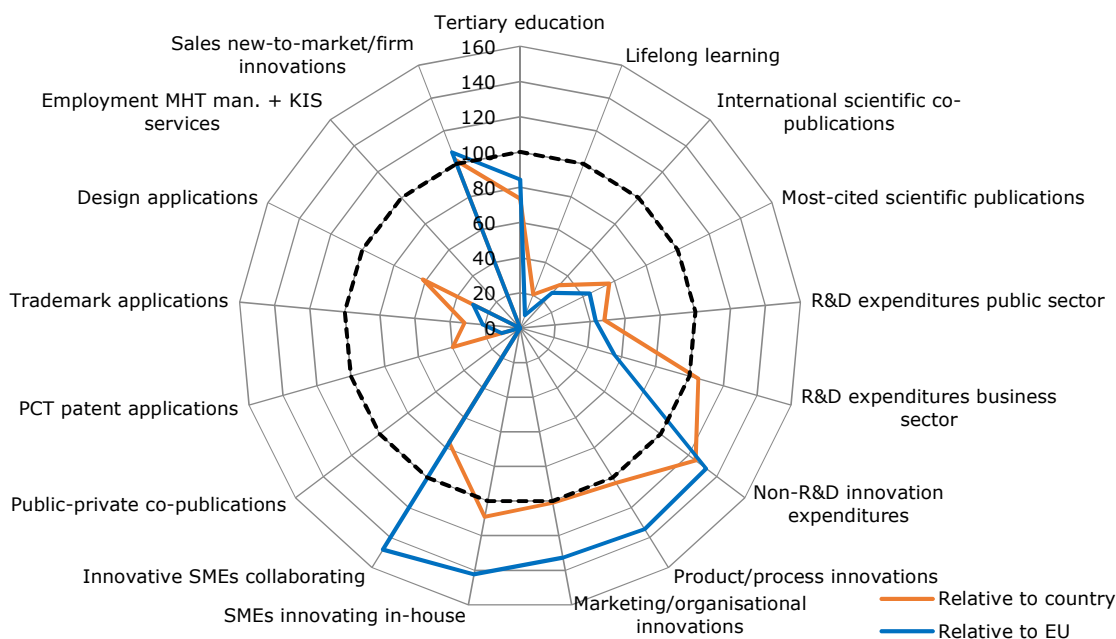 Tertiary education
Lifelong learning
International scientific co-
publications
Most-cited scientific publications
R&D expenditures public sector
R&D expenditures business
sector
Non-R&D innovation
expenditures
Product/process innovations
Marketing/organisational
innovations
SMEs innovating in-house
Innovative SMEs collaborating
Public-private co-publications
PCT patent applications
Trademark applications
Design applications
Employment MHT man. + KIS
services
Sales new-to-market/firm
innovations
160
140
120
100
80
60
40
20
0
Relative to country
Relative to EU